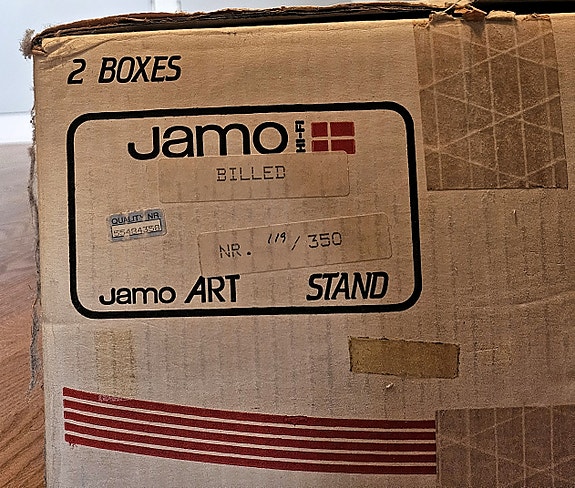 2 BOXES
Jamo HI-FI
BILLED
QUALITY NR
NR. 119 / 350
Jamo ART STAND